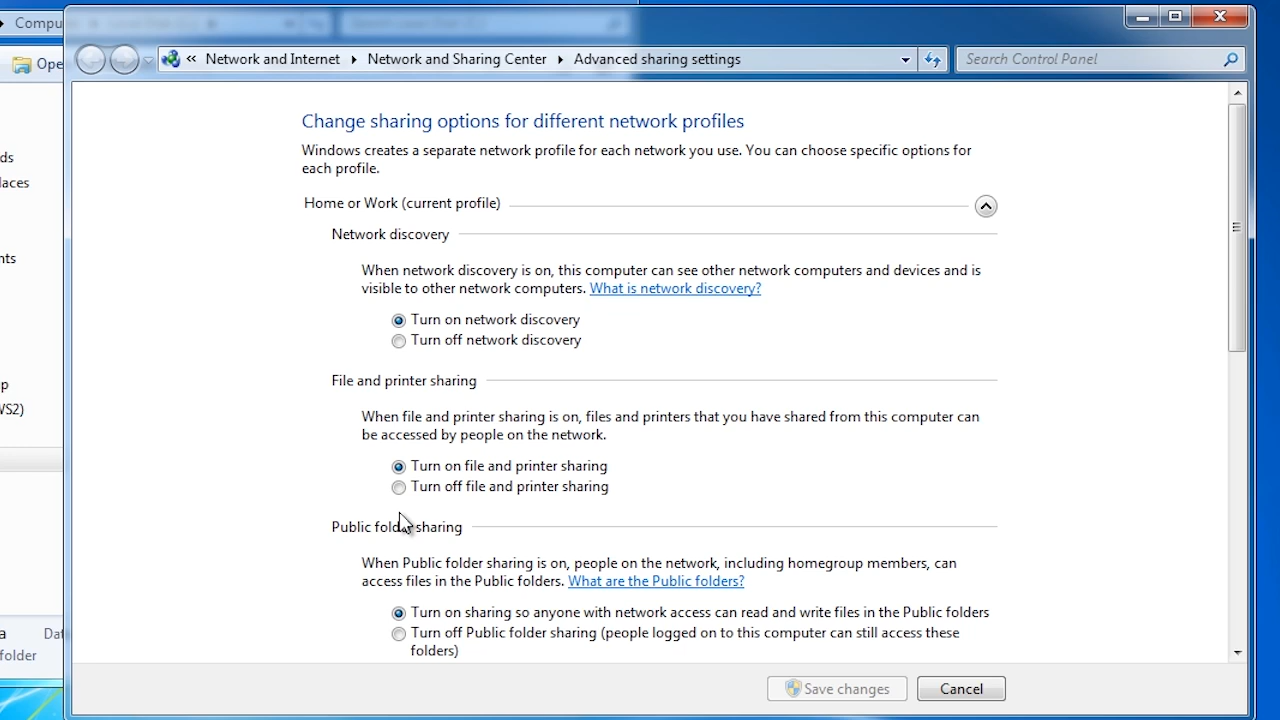 Compu
Network and Internet
Network and Sharing Center
Advanced sharing settings
Search Control Panel
Ope
ds
laces
nts
p
WS2)
a
Dat
folder
Change sharing options for different network profiles
Windows creates a separate network profile for each network you use. You can choose specific options for
each profile.
Home or Work (current profile)
Network discovery
When network discovery is on, this computer can see other network computers and devices and is
visible to other network computers. What is network discovery?
Turn on network discovery
Turn off network discovery
File and printer sharing
When file and printer sharing is on, files and printers that you have shared from this computer can
be accessed by people on the network.
Turn on file and printer sharing
Turn off file and printer sharing
Public folder sharing
When Public folder sharing is on, people on the network, including homegroup members, can
access files in the Public folders. What are the Public folders?
Turn on sharing so anyone with network access can read and write files in the Public folders
Turn off Public folder sharing (people logged on to this computer can still access these
folders)
Save changes
Cancel